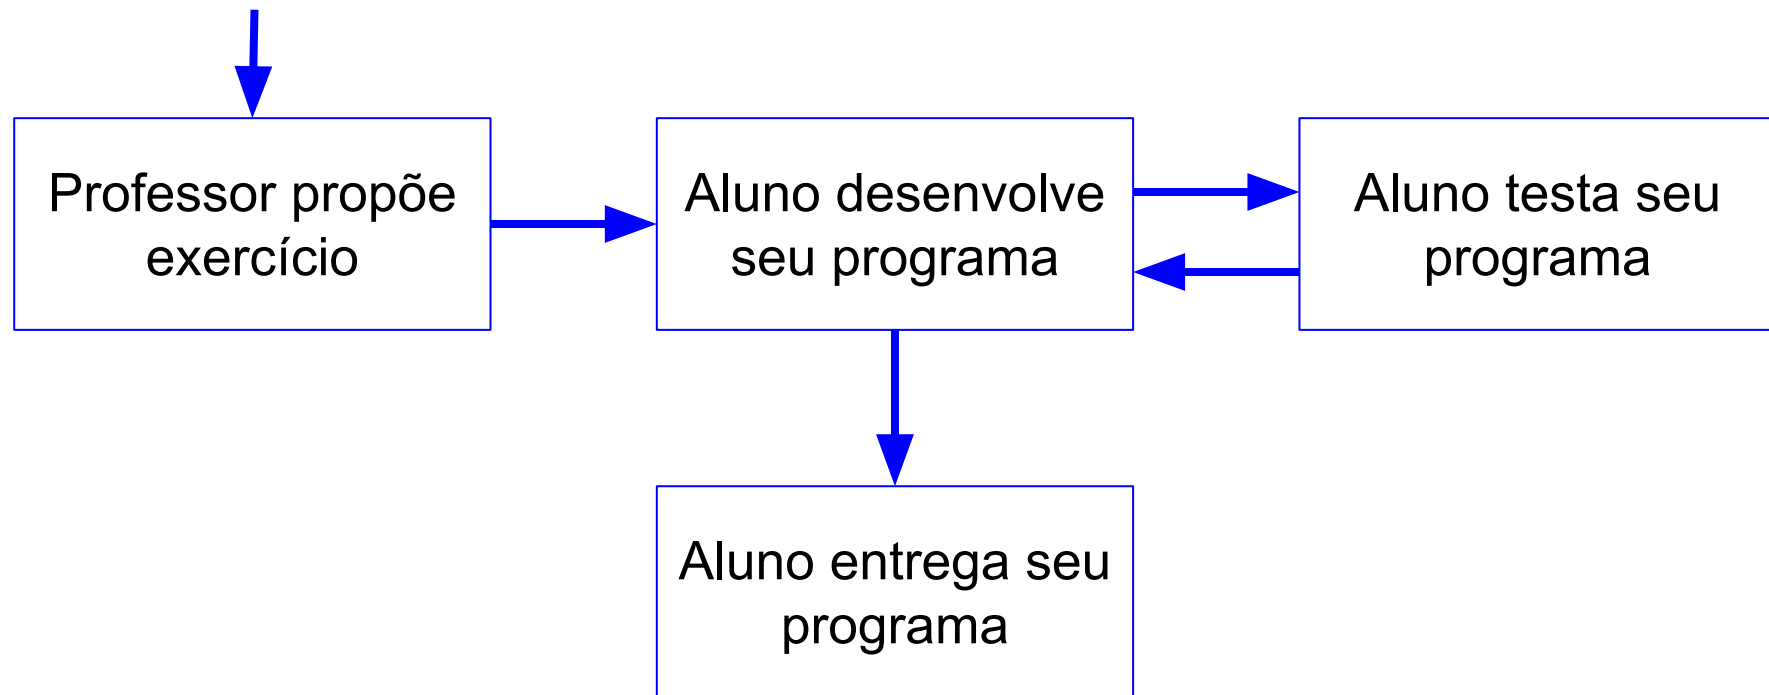 Professor propõe
exercício
Aluno desenvolve
seu programa
Aluno testa seu
programa
Aluno entrega seu
programa